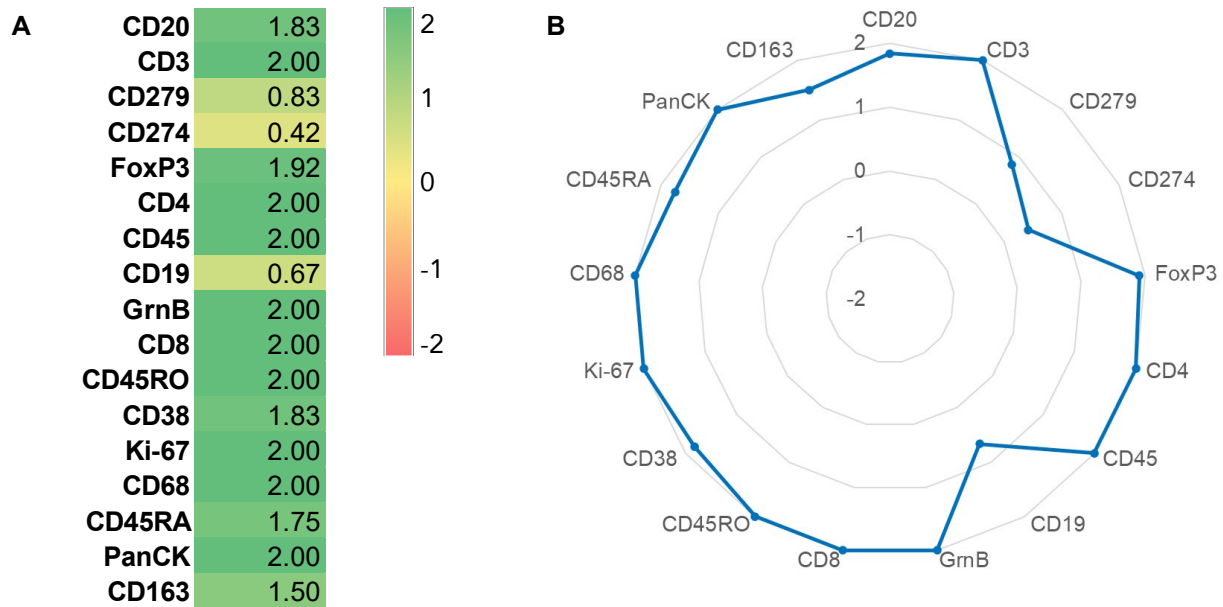 A
CD20 1.83
CD3 2.00
CD279 0.83
CD274 0.42
FoxP3 1.92
CD4 2.00
CD45 2.00
CD19 0.67
GrnB 2.00
CD8 2.00
CD45RO 2.00
CD38 1.83
Ki-67 2.00
CD68 2.00
CD45RA 1.75
PanCK 2.00
CD163 1.50
2
1
0
-1
-2
B
CD20
CD3
CD279
CD274
FoxP3
CD4
CD45
CD19
GrnB
CD8
CD45RO
CD38
Ki-67
CD68
CD45RA
PanCK
CD163
2
1
0
-1
-2